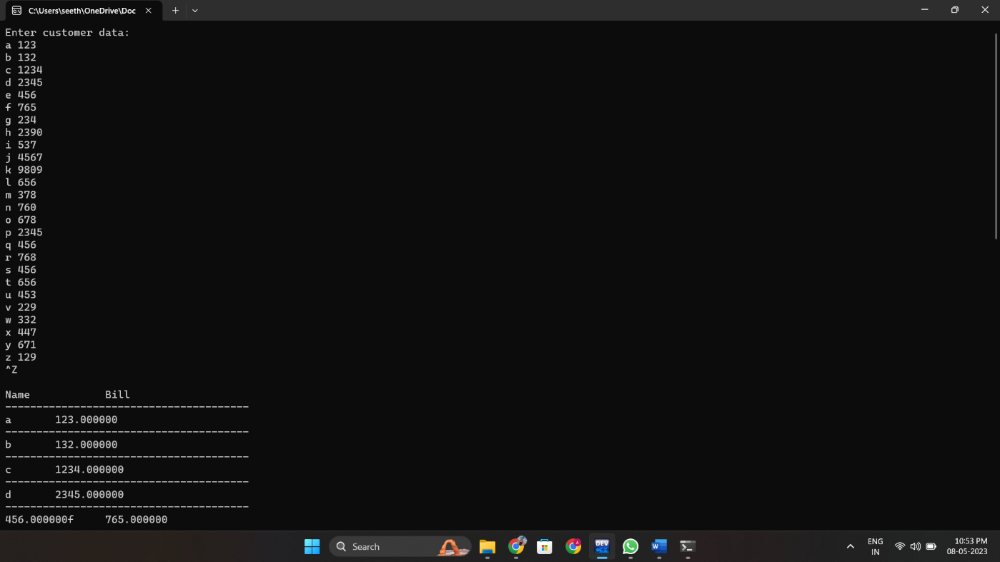 C:\Users\seeth\OneDrive\Doc
Enter customer data:
a 123
b 132
c 1234
d 2345
e 456
f 765
g 234
h 2390
i 537
j 4567
k 9809
l 656
m 378
n 760
o 678
p 2345
q 456
r 768
s 456
t 656
u 453
v 229
w 332
x 447
y 671
z 129
^Z
Name Bill
---------------------------------------
a 123.000000
---------------------------------------
b 132.000000
---------------------------------------
c 1234.000000
---------------------------------------
d 2345.000000
---------------------------------------
456.000000f 765.000000
Search
DEV
W
ENG
IN
10:53 PM
08-05-2023